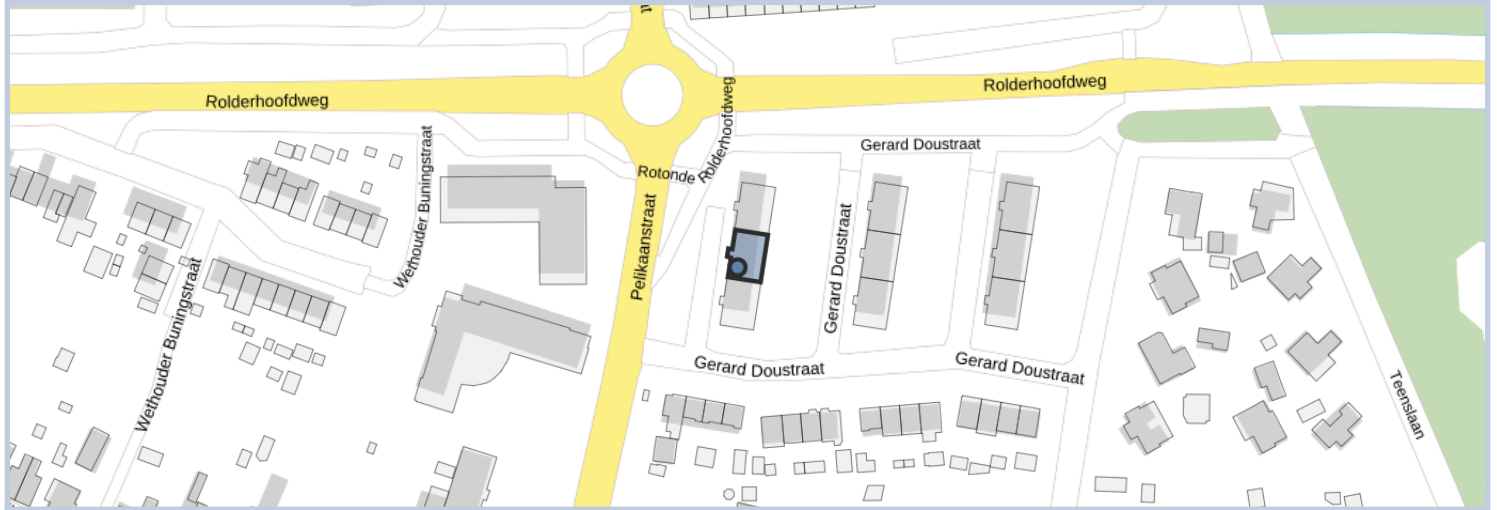 Rolderhoofdweg
Rolderhoofdweg
Rolderhoofdweg
Gerard Doustraat
Rotonde
Wethouder Buningstraat
Pelikaanstraat
Gerard Doustraat
Wethouder Buningstraat
Gerard Doustraat
Gerard Doustraat
Teenslaan